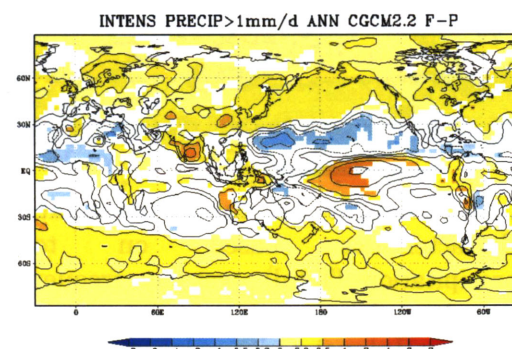 INTENS PRECIP>1mm/d ANN CGCM2.2 F-P
60N
30N
EQ
30S
60S
0 60E 120E 180 120W 60W